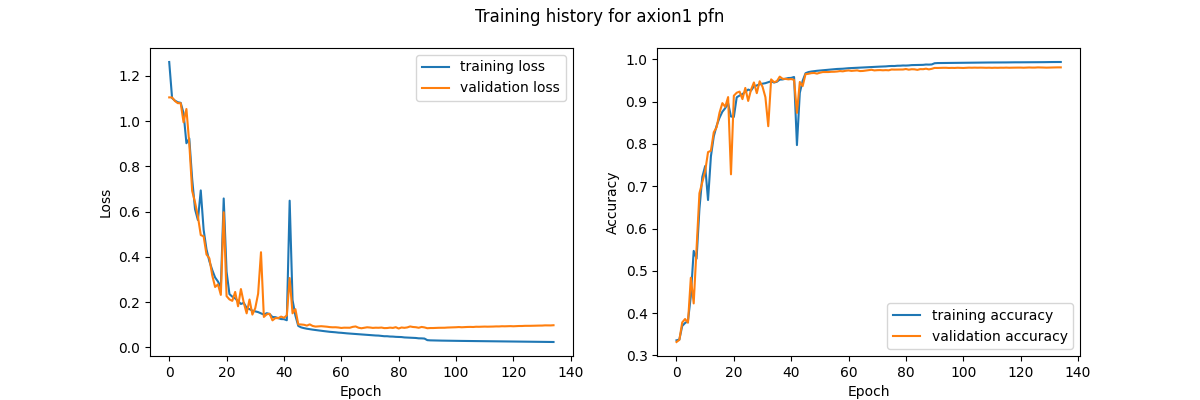 Training history for axion1 pfn
training loss
validation loss
Loss
1.2
1.0
0.8
0.6
0.4
0.2
0.0
0 20 40 60 80 100 120 140
Epoch
Accuracy
1.0
0.9
0.8
0.7
0.6
0.5
0.4
0.3
training accuracy
validation accuracy
0 20 40 60 80 100 120 140
Epoch